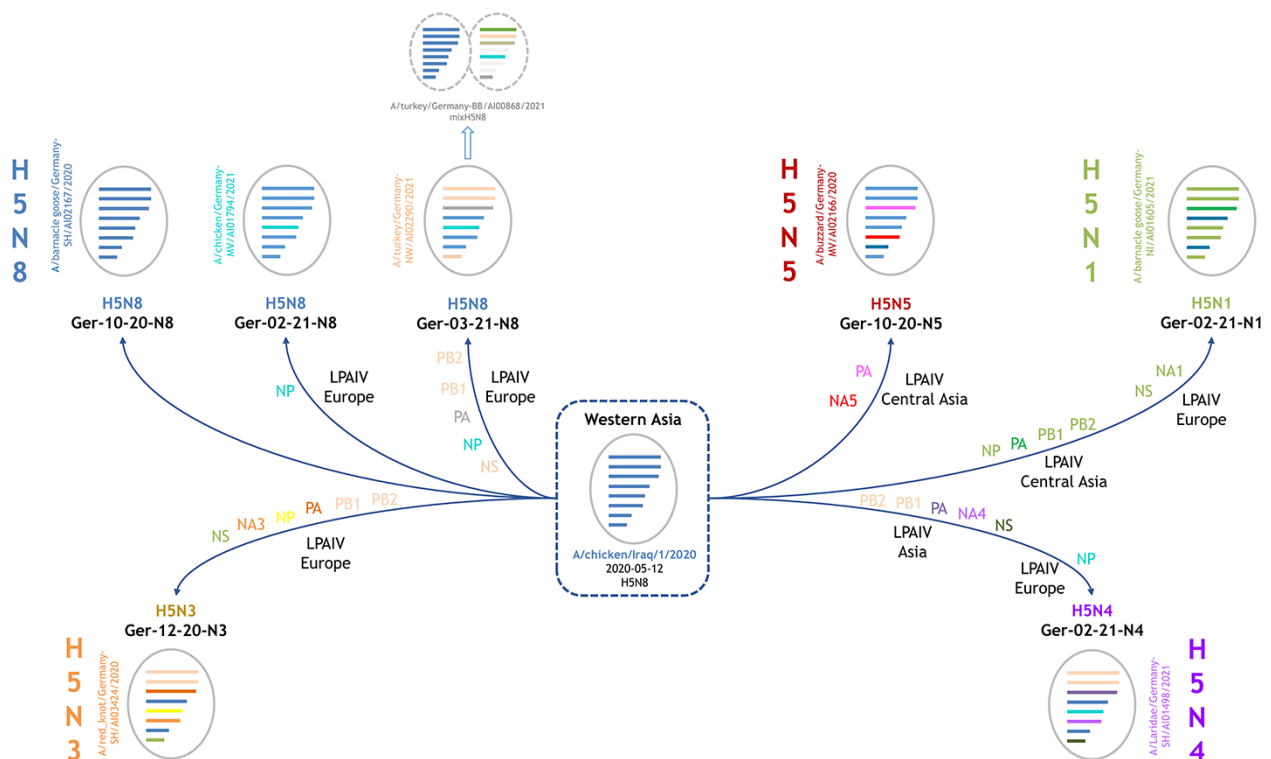 A/turkey/Germany-BB/AI00868/2021
mixH5N8
H
5
N
8
A/barnacle goose/Germany-
SH/AI02167/2020
A/chicken/Germany-
MV/AI01794/2021
A/turkey/Germany-
NW/AI02290/2021
H
5
N
5
A/buzzard/Germany-
MV/AI02166/2020
H
5
N
1
A/barnacle goose/Germany-
NI/AI01605/2021
H5N8
Ger-10-20-N8
H5N8
Ger-02-21-N8
H5N8
Ger-03-21-N8
H5N5
Ger-10-20-N5
H5N1
Ger-02-21-N1
NP
LPAIV
Europe
PB2
PB1
PA
NP
NS
LPAIV
Europe
PA
NA5
LPAIV
Central Asia
NA1
NS
LPAIV
Europe
PB2
PB1
PA
NP
LPAIV
Central Asia
Western Asia
A/chicken/Iraq/1/2020
2020-05-12
H5N8
NS
NA3
NP
PA
PB1
PB2
LPAIV
Europe
PB2
PB1
PA
NA4
NS
LPAIV
Asia
NP
LPAIV
Europe
H5N3
Ger-12-20-N3
H5N4
Ger-02-21-N4
H
5
N
3
A/red_knot/Germany-
SH/AI03424/2020
A/Laridae/Germany-
SH/AI01498/2021
H
5
N
4